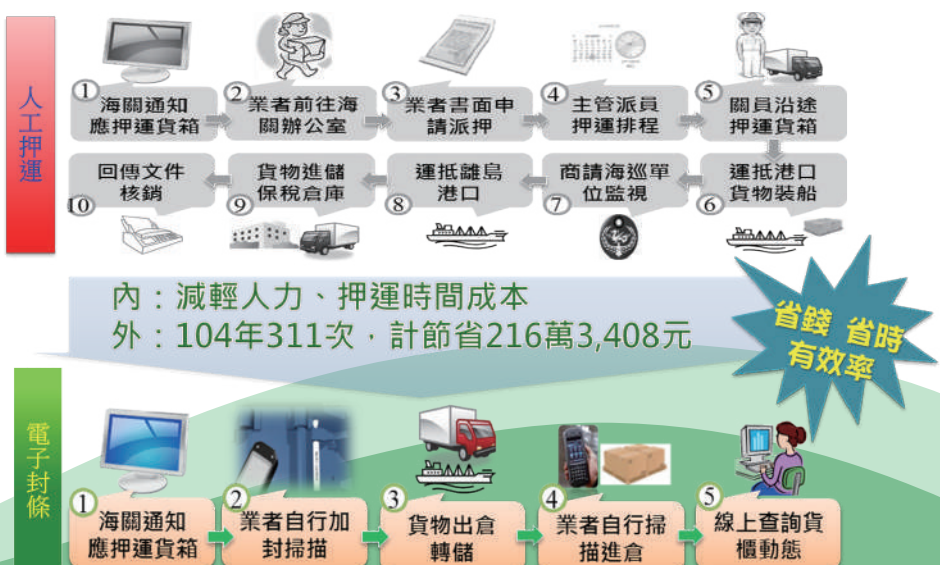 人工押運
1
海關通知
應押運貨箱
2
業者前往海
關辦公室
3
業者書面申
請派押
4
主管派員
押運排程
5
關員沿途
押運貨箱
6
運抵港口
貨物裝船
7
商請海巡單
位監視
8
運抵離島
港口
9
貨物進儲
保稅倉庫
10
回傳文件
核銷
內：減輕人力、押運時間成本
外：104年311次，計節省216萬3,408元
省錢 省時
有效率
電子封條
1
海關通知
應押運貨箱
2
業者自行加
封掃描
3
貨物出倉
轉儲
4
業者自行掃
描進倉
5
線上查詢貨
櫃動態